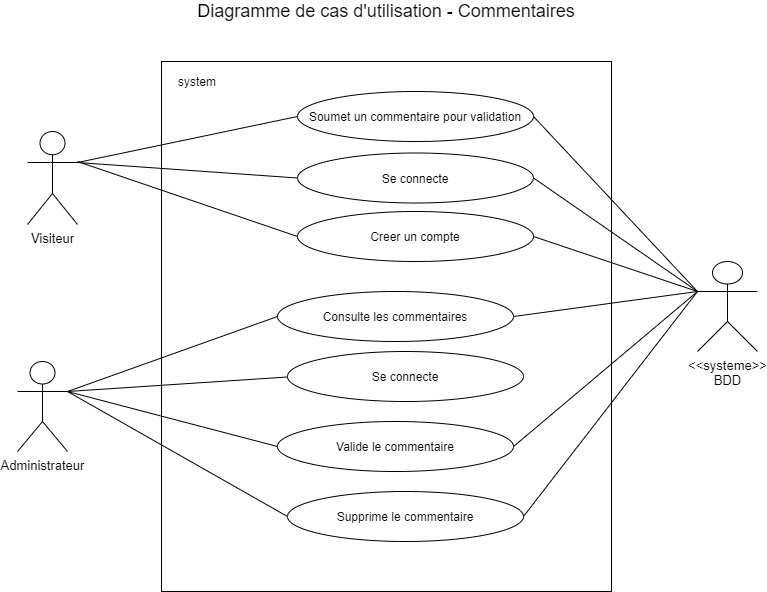 Diagramme de cas d'utilisation - Commentaires
system
Soumet un commentaire pour validation
Se connecte
Creer un compte
Visiteur
Consulte les commentaires
Se connecte
Valide le commentaire
Supprime le commentaire
Administrateur
<<systeme>>
BDD